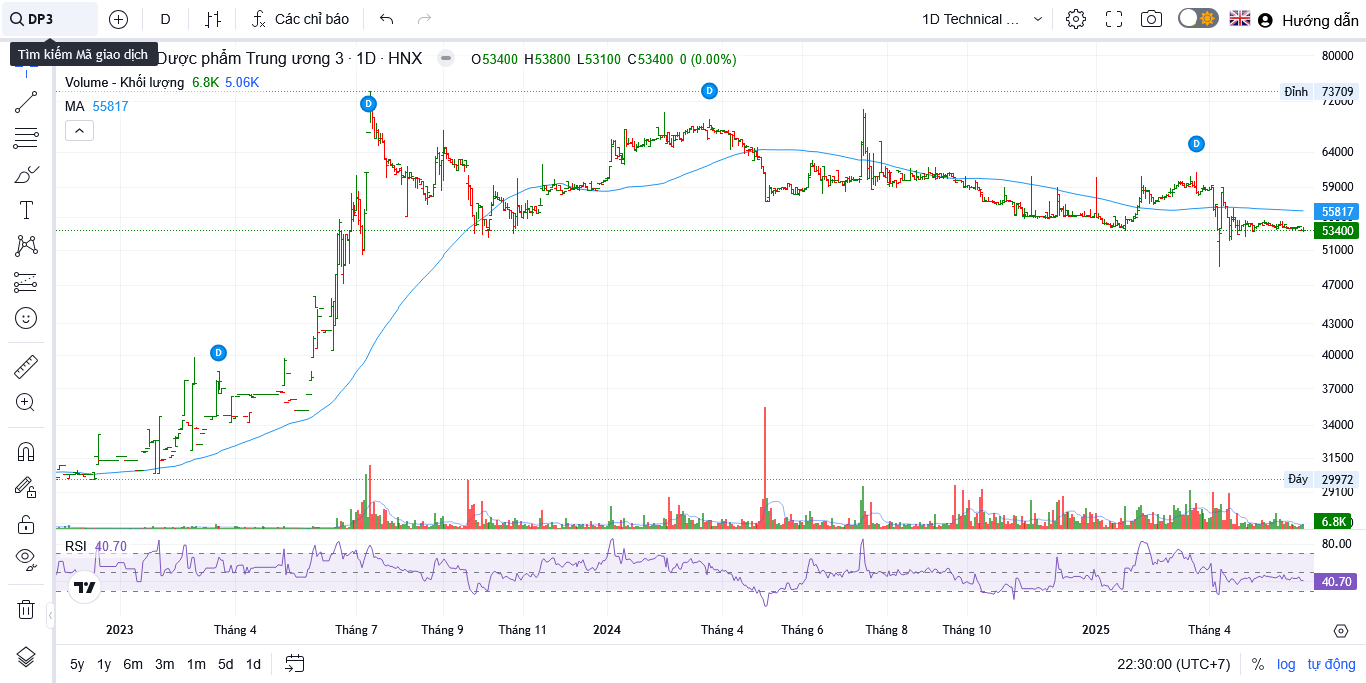 DP3
D
Các chỉ báo
1D Technical ...
Hướng dẫn
Tìm kiếm Mã giao dịch
Dược phẩm Trung ương 3 · 1D · HNX
O53400 H53800 L53100 C53400 0 (0.00%)
Volume - Khối lượng 6.8K 5.06K
MA 55817
D
D
D
D
80000
Đỉnh 73709
72000
64000
59000
55817
53400
51000
47000
43000
40000
37000
34000
31500
Đáy 29972
29100
6.8K
RSI 40.70
80.00
40.70
2023
Tháng 4
Tháng 7
Tháng 9
Tháng 11
2024
Tháng 4
Tháng 6
Tháng 8
Tháng 10
2025
Tháng 4
5y 1y 6m 3m 1m 5d 1d
22:30:00 (UTC+7)
% log tự động